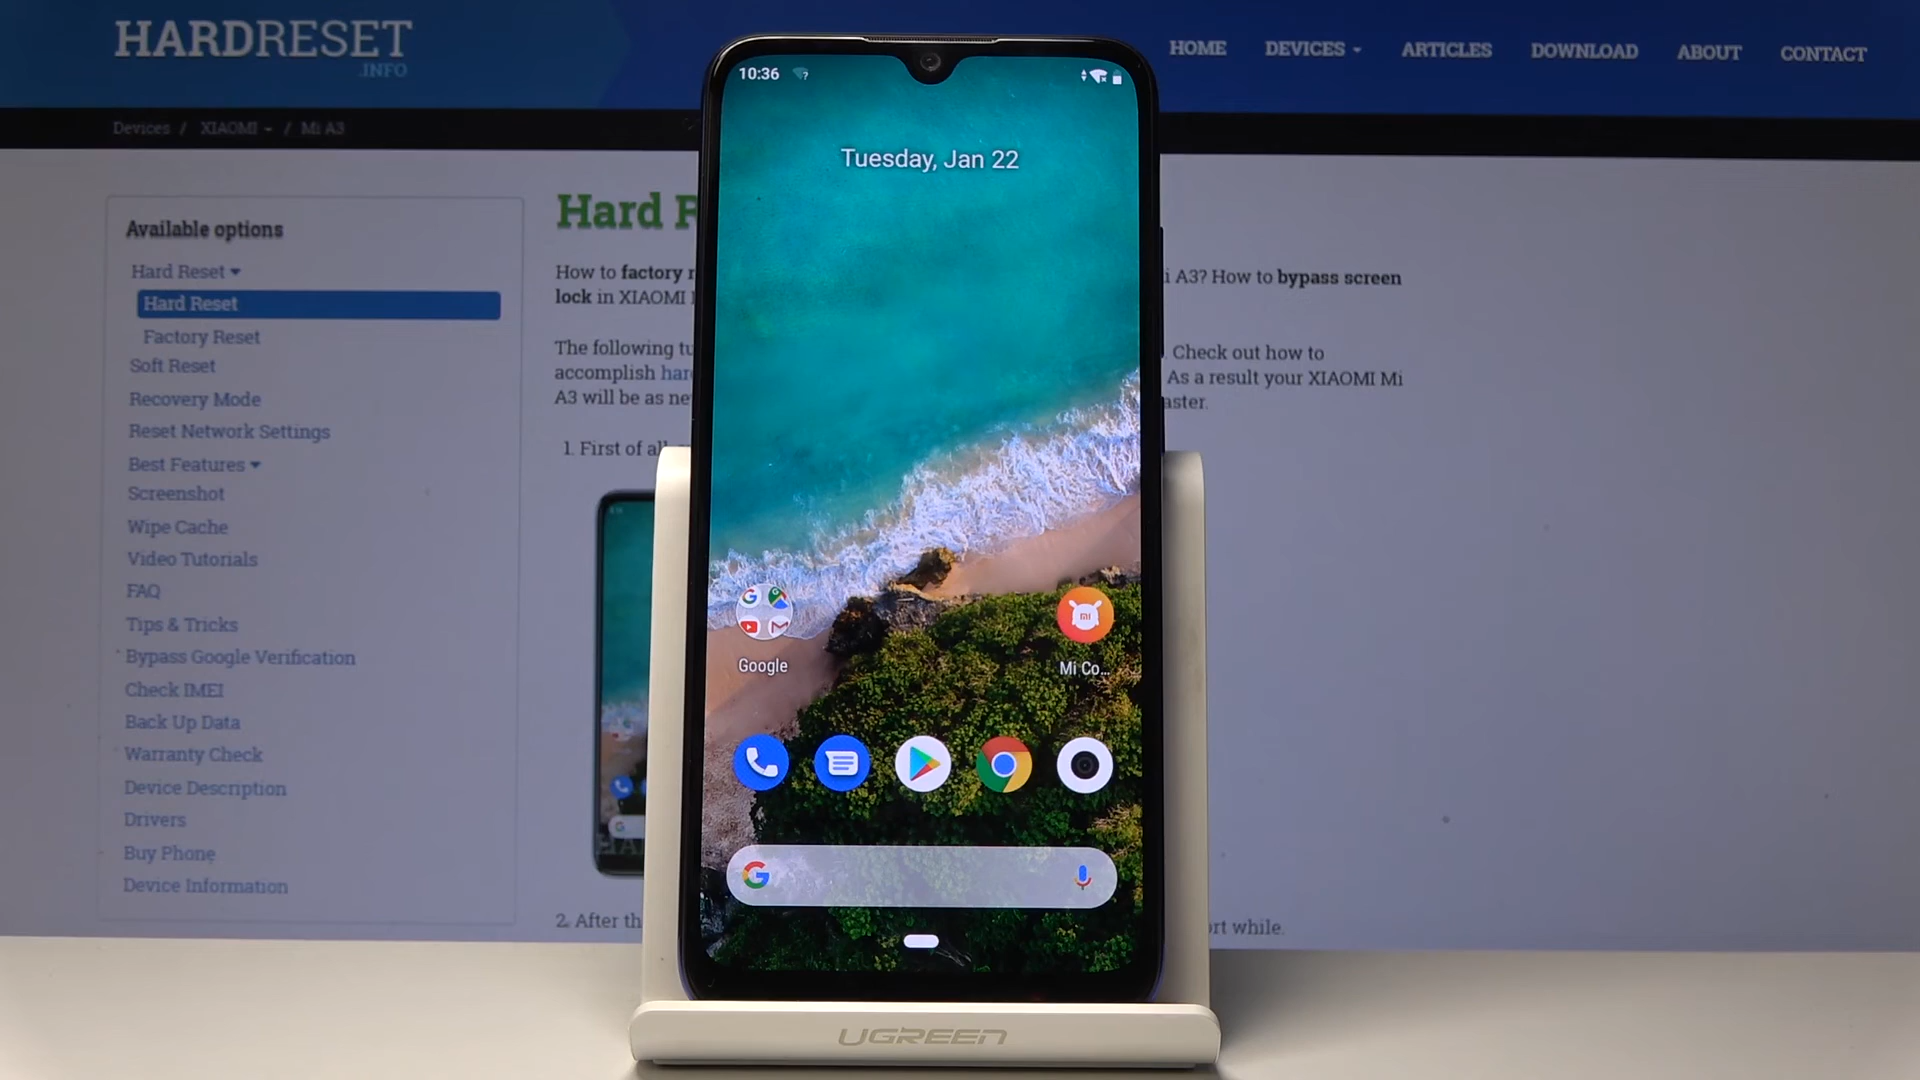 HARDRESET
.INFO
HOME
DEVICES
ARTICLES
DOWNLOAD
ABOUT
CONTACT
Devices / XIAOMI / Mi A3
Available options
Hard Reset
Hard Reset
Factory Reset
Soft Reset
Recovery Mode
Reset Network Settings
Best Features
Screenshot
Wipe Cache
Video Tutorials
FAQ
Tips & Tricks
Bypass Google Verification
Check IMEI
Back Up Data
Warranty Check
Device Description
Drivers
Buy Phone
Device Information
Hard
How to factory
A3? How to bypass screen
lock in XIAOMI
The following
Check out how to
accomplish
As a result your XIAOMI Mi
A3 will be as
1. First of all
2. After
while.
10:36
Tuesday, Jan 22
Google
Mi Co...
mi
UGREEN